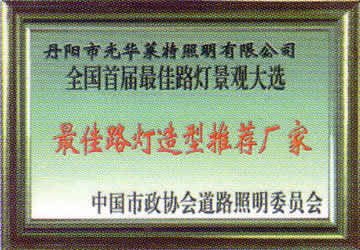 丹阳市光华莱特照明有限公司
全国首届最佳路灯景观大选
最佳路灯造型推荐厂家
中国市政协会道路照明委员会